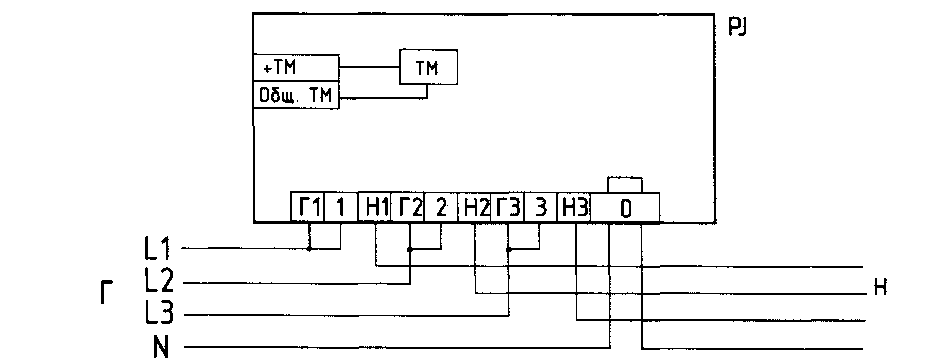 PJ
+ТМ
ТМ
Общ. ТМ
Г1 1 Н1 Г2 2 Н2 Г3 3 Н3 0
L1
L2
Г
Н
L3
N